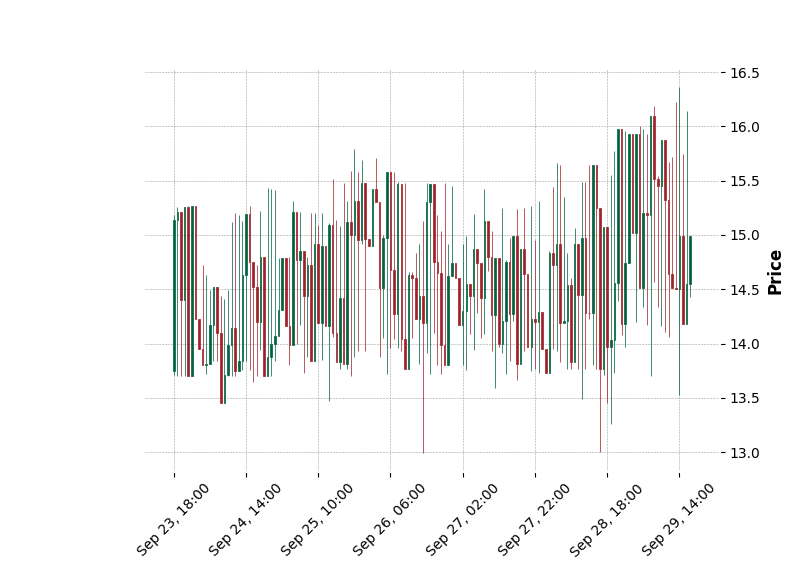 16.5
16.0
15.5
15.0
14.5
14.0
13.5
13.0
Price
Sep 23, 18:00
Sep 24, 14:00
Sep 25, 10:00
Sep 26, 06:00
Sep 27, 02:00
Sep 27, 22:00
Sep 28, 18:00
Sep 29, 14:00